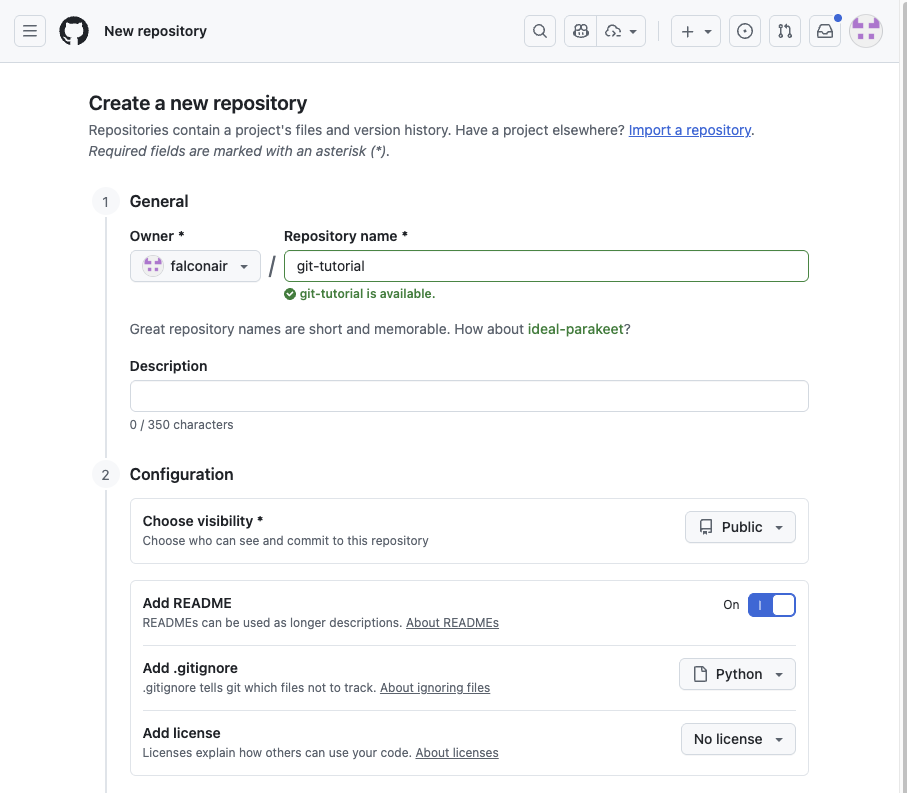 New repository
Create a new repository
Repositories contain a project's files and version history. Have a project elsewhere? Import a repository.
Required fields are marked with an asterisk (*).
1 General
Owner * Repository name *
falconair / git-tutorial
git-tutorial is available.
Great repository names are short and memorable. How about ideal-parakeet?
Description
0 / 350 characters
2 Configuration
Choose visibility *
Choose who can see and commit to this repository
Public
Add README
READMEs can be used as longer descriptions. About READMEs
On
Add .gitignore
.gitignore tells git which files not to track. About ignoring files
Python
Add license
Licenses explain how others can use your code. About licenses
No license